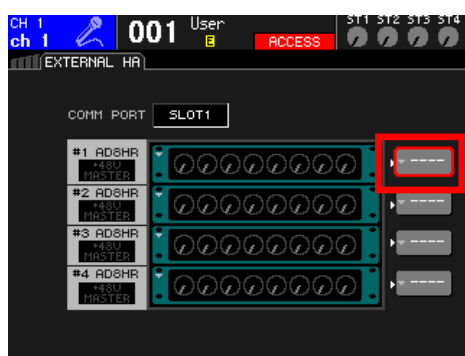 CH 1
ch 1
001 User
E
ACCESS
ST1 ST2 ST3 ST4
EXTERNAL HA
COMM PORT SLOT1
#1 AD8HR
+48V
MASTER
----
#2 AD8HR
+48V
MASTER
----
#3 AD8HR
+48V
MASTER
----
#4 AD8HR
+48V
MASTER
----